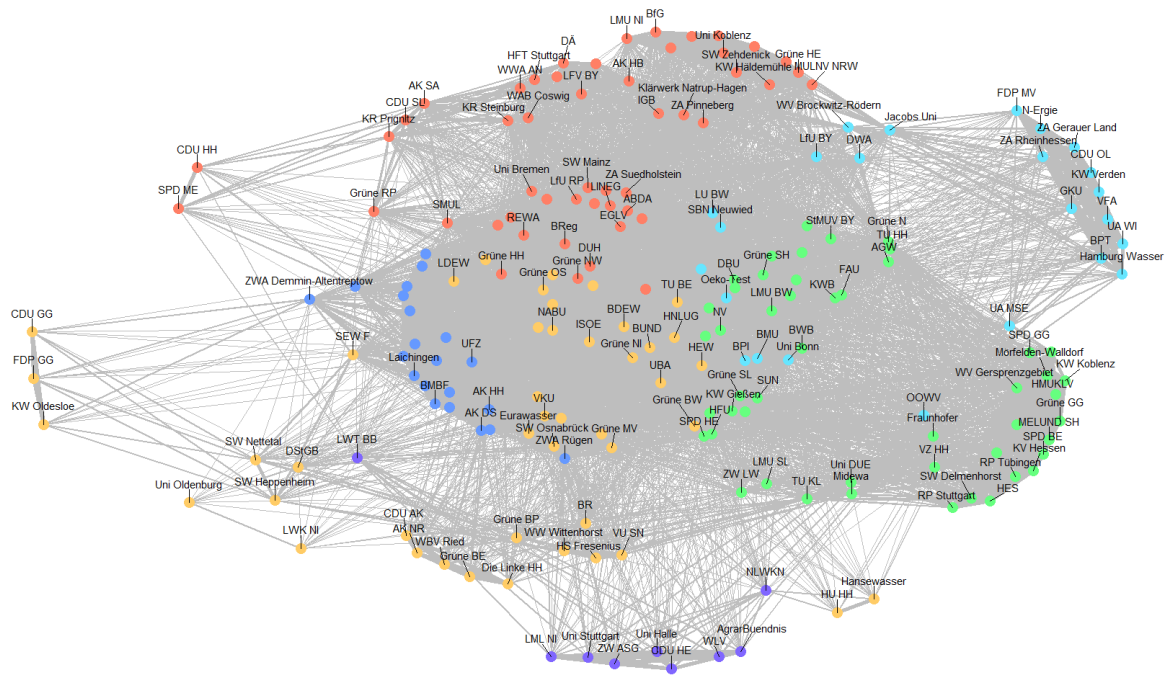 BfG
LMU NI
Uni Koblenz
DÄ
HFT Stuttgart
SW Zehdenick
Grüne HE
WWA AN
LFV BY
AK HB
KW Häldemühle
MULNV NRW
AK SA
WAB Coswig
Klärwerk Natrup-Hagen
FDP MV
CDU SL
KR Steinburg
IGB
ZA Pinneberg
WV Brockwitz-Rödern
N-Ergie
KR Prignitz
Jacobs Uni
ZA Gerauer Land
CDU HH
LfU BY
DWA
ZA Rheinhessen
CDU OL
SW Mainz
Uni Bremen
ZA Suedholstein
KW Verden
SPD ME
LfU RP
LINEG
LU BW
GKU
VFA
Grüne RP
ABDA
SBN Neuwied
SMUL
REWA
EGLV
StMUV BY
Grüne N
UA WI
BReg
TU HH
BPT
AGW
DUH
Hamburg Wasser
Grüne HH
Grüne SH
LDEW
Grüne NW
DBU
Grüne OS
FAU
ZWA Demmin-Altentreptow
Oeko-Test
TU BE
KWB
LMU BW
CDU GG
NABU
BDEW
NV
UA MSE
SEW F
ISOE
BUND
HNLUG
BMU
BWB
SPD GG
UFZ
Grüne NI
HEW
BPI
Uni Bonn
Morfelden-Walldorf
FDP GG
Laichingen
KW Koblenz
UBA
Grüne SL
WV Gersprenzgebiet
BMBF
SUN
HMUKLV
AK HH
Grüne BW
KW Gießen
OOWV
Grüne GG
KW Oldesloe
VKU
AK DS
Eurawasser
HFU
Fraunhofer
SPD HE
MELUND SH
SW Osnabrück
Grüne MV
SPD BE
SW Nettetal
ZWA Rügen
KV Hessen
LWT BB
VZ HH
DStGB
LMU SL
Uni DUE
RP Tübingen
SW Heppenheim
ZW LW
TU KL
Midewa
SW Delmenhorst
Uni Oldenburg
RP Stuttgart
HES
BR
CDU AK
Grüne BP
LWK NI
AK NR
WW Wittenhorst
VU SN
WBV Ried
HS Fresenius
Grüne BE
Die Linke HH
NLWKN
Hansewasser
HU HH
AgrarBuendnis
LML NI
Uni Stuttgart
Uni Halle
WLV
ZW ASG
CDU HE